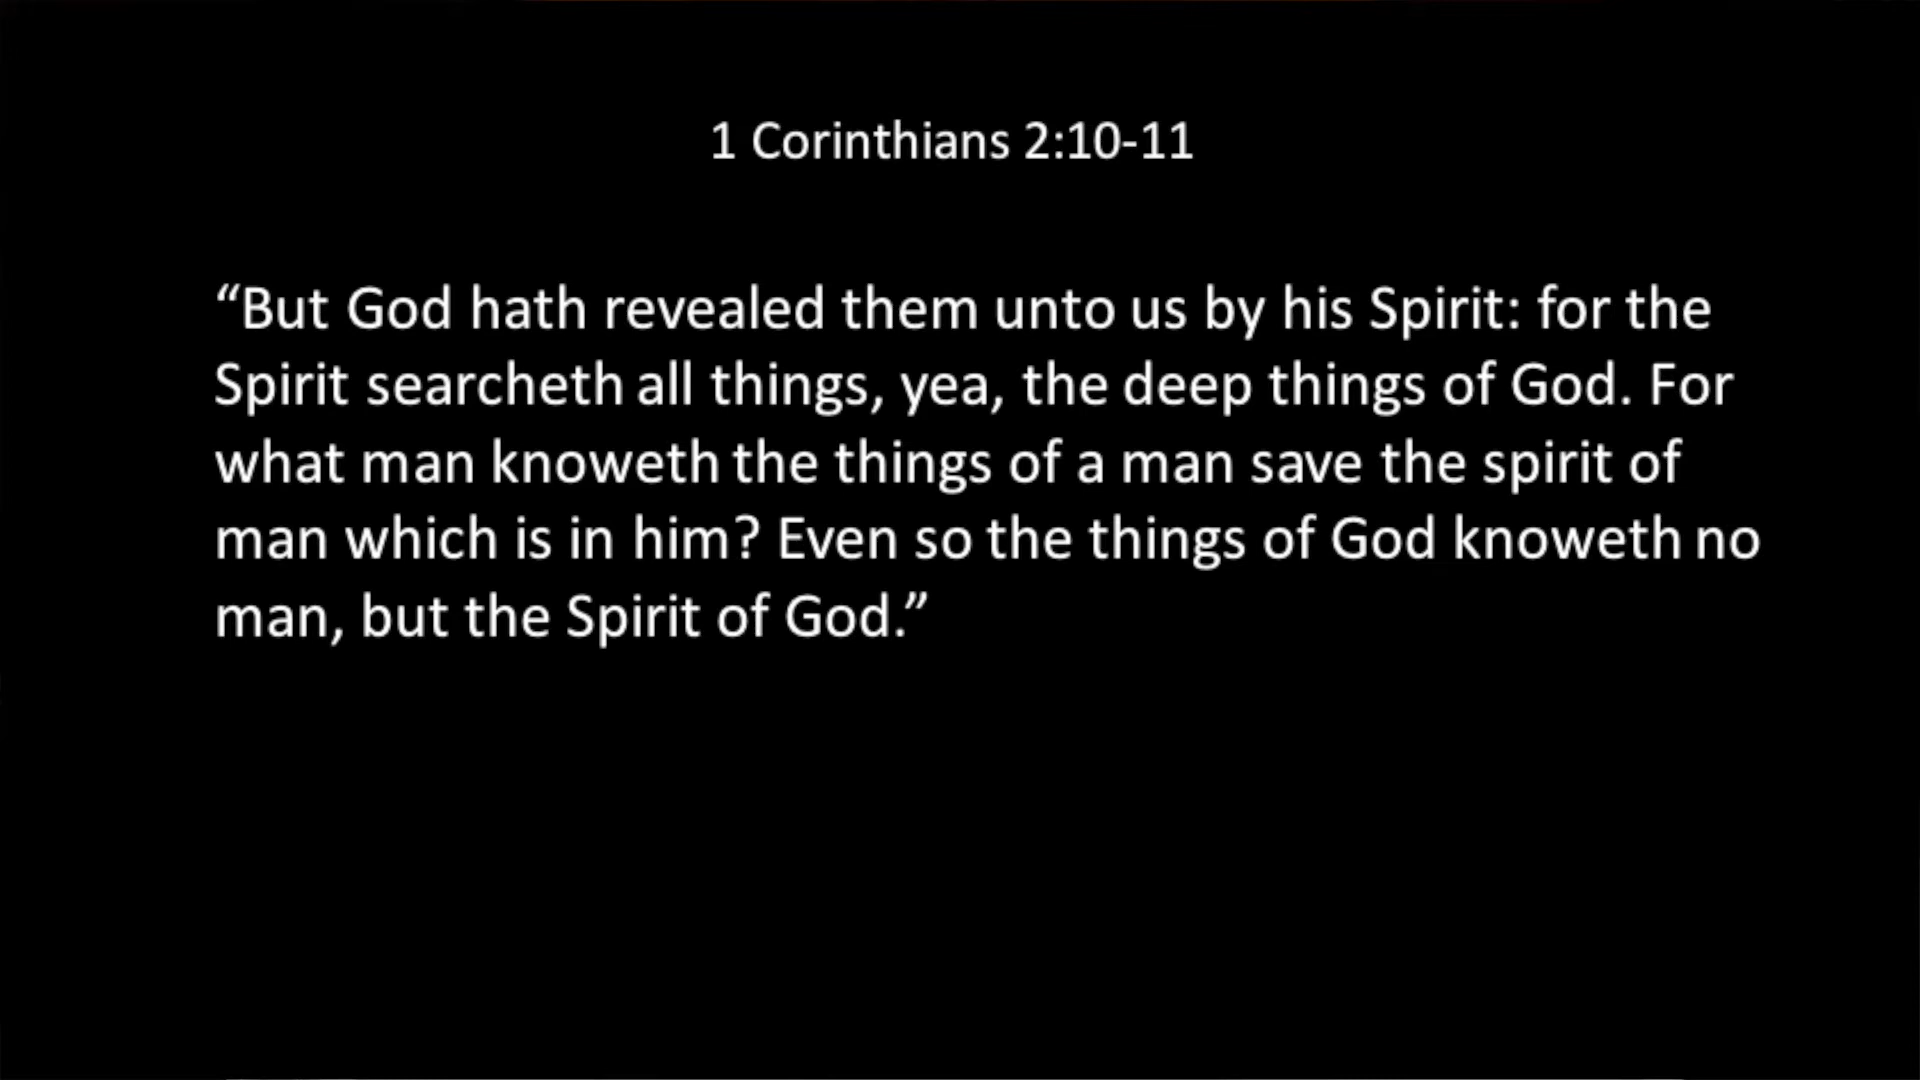 1 Corinthians 2:10-11
“But God hath revealed them unto us by his Spirit: for the
Spirit searcheth all things, yea, the deep things of God. For
what man knoweth the things of a man save the spirit of
man which is in him? Even so the things of God knoweth no
man, but the Spirit of God.”